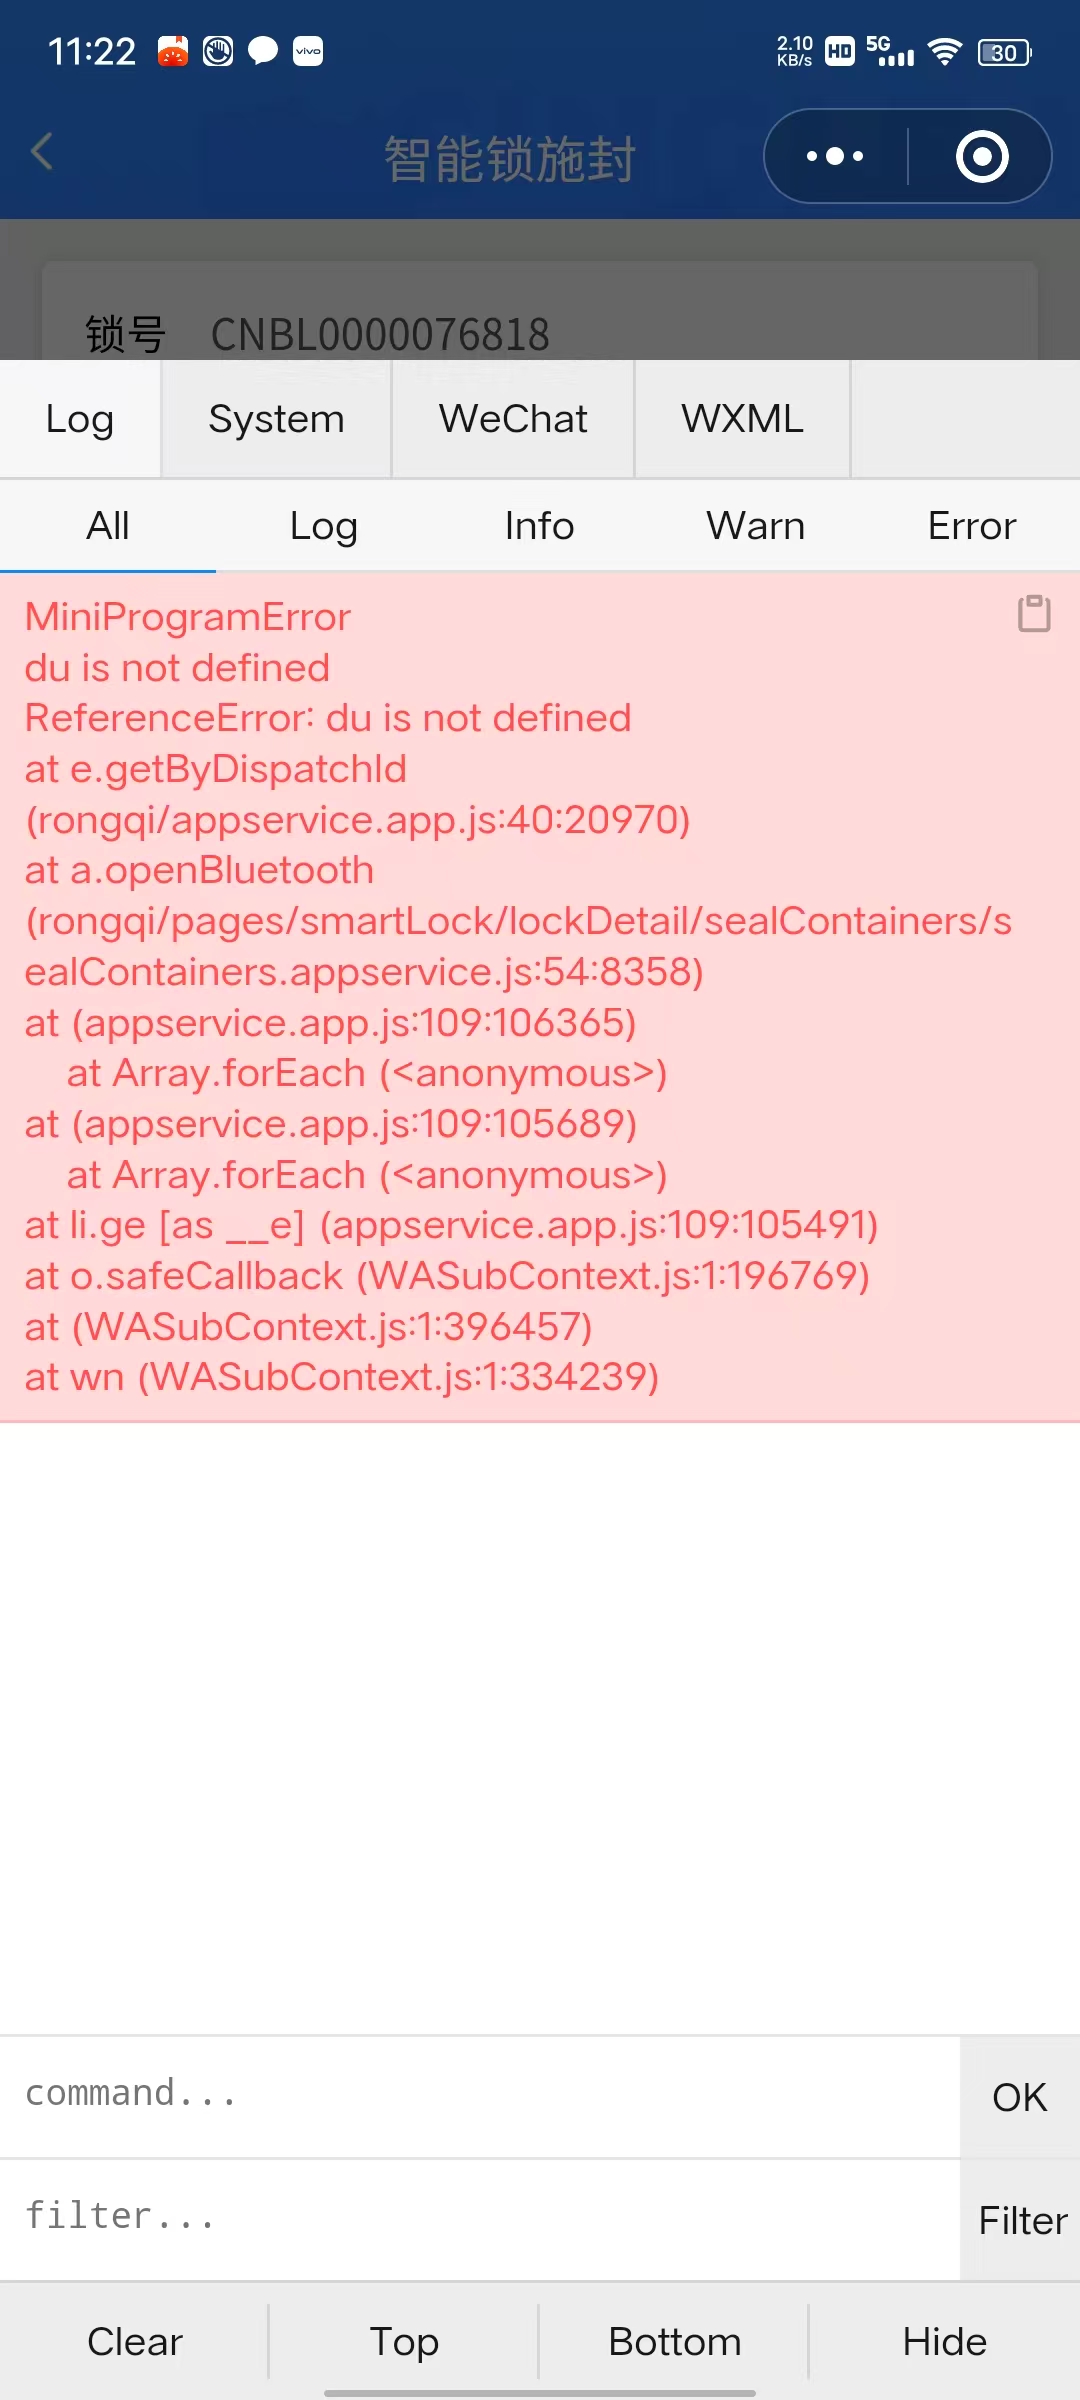 11:22
vivo
2.10 KB/s HD 5G 30
智能锁施封
锁号 CNBL0000076818
Log System WeChat WXML
All Log Info Warn Error
MiniProgramError
du is not defined
ReferenceError: du is not defined
at e.getByDispatchId
(rongqi/appservice.app.js:40:20970)
at a.openBluetooth
(rongqi/pages/smartLock/lockDetail/sealContainers/s
ealContainers.appservice.js:54:8358)
at (appservice.app.js:109:106365)
at Array.forEach (<anonymous>)
at (appservice.app.js:109:105689)
at Array.forEach (<anonymous>)
at li.ge [as __e] (appservice.app.js:109:105491)
at o.safeCallback (WASubContext.js:1:196769)
at (WASubContext.js:1:396457)
at wn (WASubContext.js:1:334239)
command...
OK
filter...
Filter
Clear Top Bottom Hide